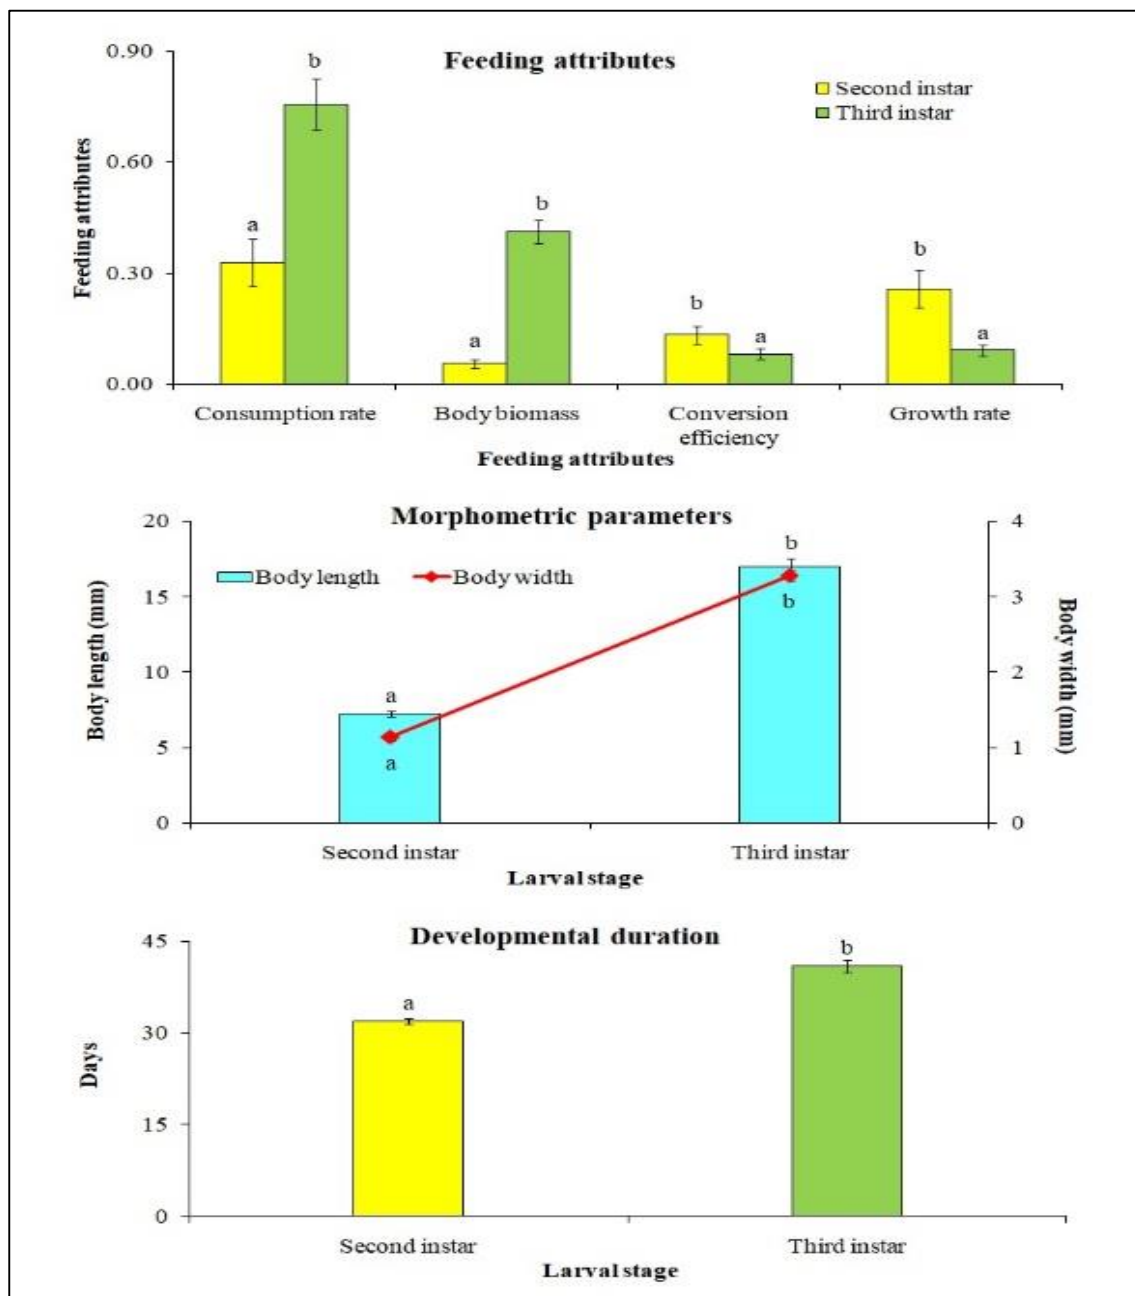 Feeding attributes
0.90
0.60
0.30
0.00
Feeding attributes
Second instar
Third instar
a
b
a
b
b
a
b
a
Consumption rate
Body biomass
Conversion
efficiency
Growth rate
Feeding attributes
Morphometric parameters
20
15
10
5
0
Body length (mm)
Body length
Body width
4
3
2
1
0
Body width (mm)
a
a
b
b
Second instar
Third instar
Larval stage
Developmental duration
45
30
15
0
Days
a
b
Second instar
Third instar
Larval stage